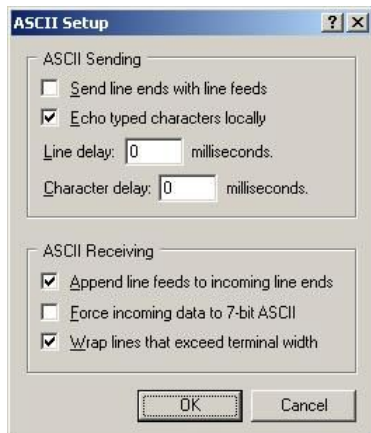 ASCII Setup
ASCII Sending
Send line ends with line feeds
Echo typed characters locally
Line delay: 0 milliseconds.
Character delay: 0 milliseconds.
ASCII Receiving
Append line feeds to incoming line ends
Force incoming data to 7-bit ASCII
Wrap lines that exceed terminal width
OK Cancel